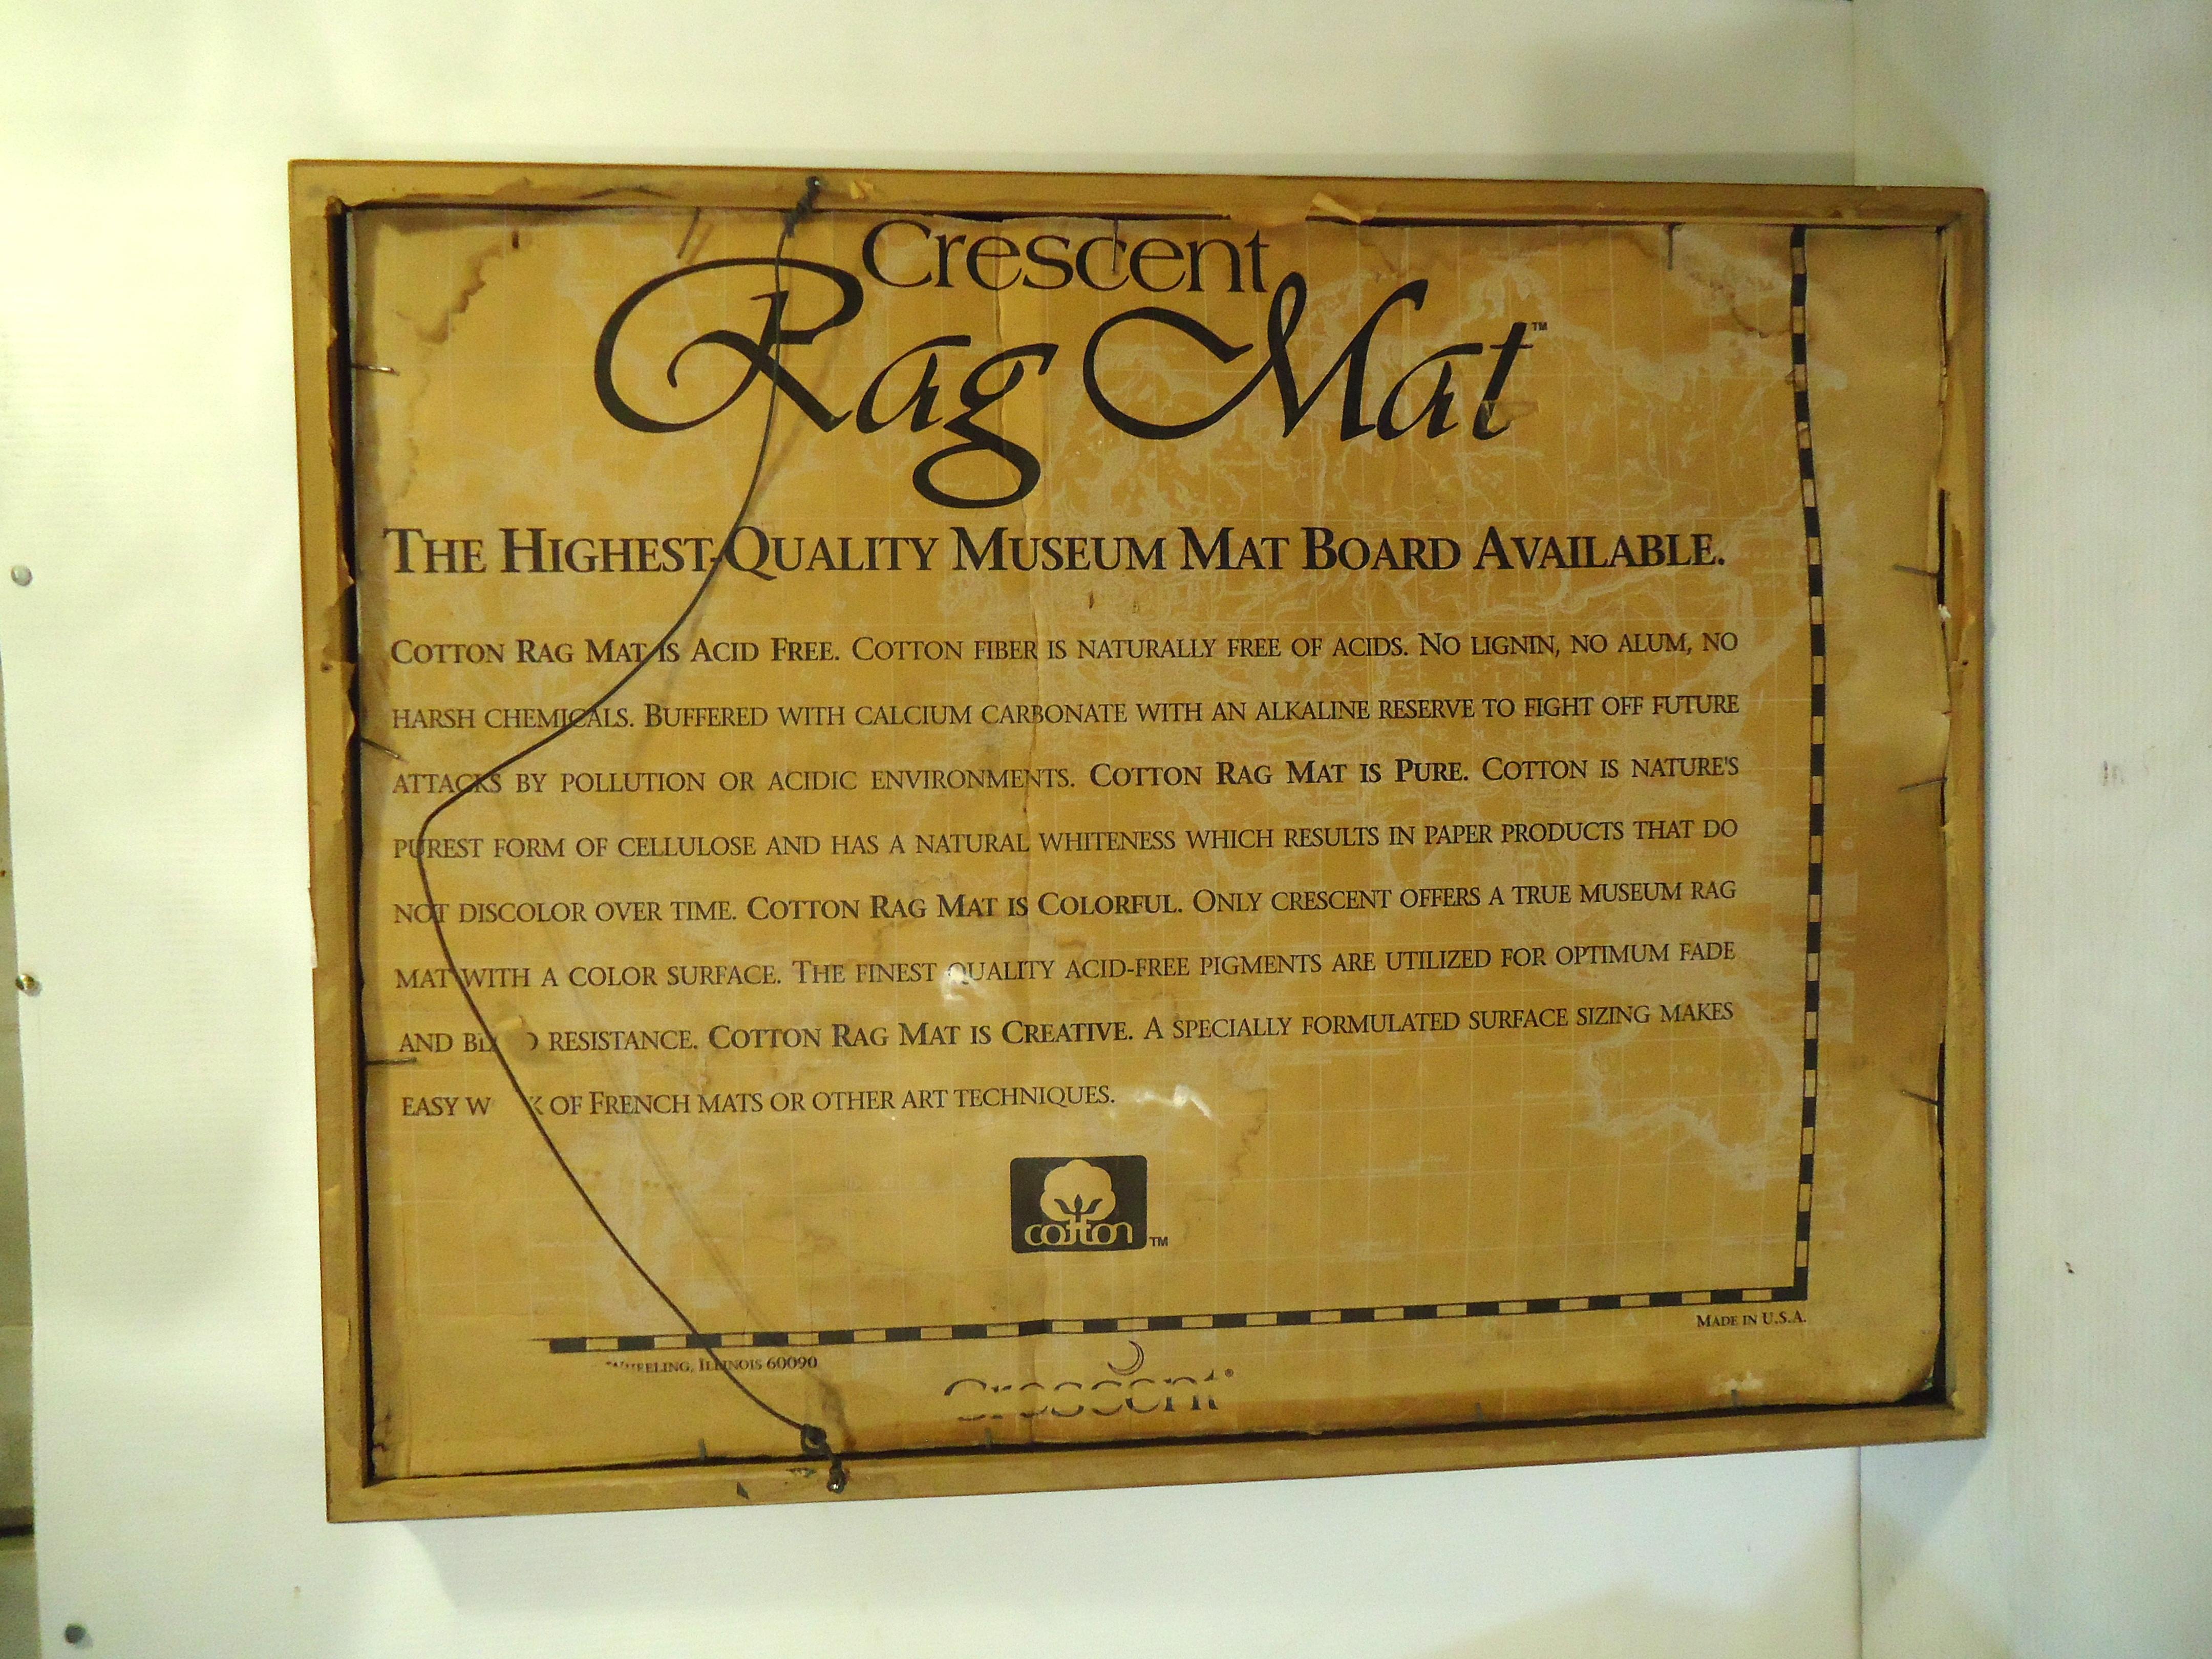 Crescent
Rag Mat™
THE HIGHEST-QUALITY MUSEUM MAT BOARD AVAILABLE.
COTTON RAG MAT IS ACID FREE. COTTON FIBER IS NATURALLY FREE OF ACIDS. NO LIGNIN, NO ALUM, NO
HARSH CHEMICALS. BUFFERED WITH CALCIUM CARBONATE WITH AN ALKALINE RESERVE TO FIGHT OFF FUTURE
ATTACKS BY POLLUTION OR ACIDIC ENVIRONMENTS. COTTON RAG MAT IS PURE. COTTON IS NATURE'S
PUREST FORM OF CELLULOSE AND HAS A NATURAL WHITENESS WHICH RESULTS IN PAPER PRODUCTS THAT DO
NOT DISCOLOR OVER TIME. COTTON RAG MAT IS COLORFUL. ONLY CRESCENT OFFERS A TRUE MUSEUM RAG
MAT WITH A COLOR SURFACE. THE FINEST QUALITY ACID-FREE PIGMENTS ARE UTILIZED FOR OPTIMUM FADE
AND RESISTANCE. COTTON RAG MAT IS CREATIVE. A SPECIALLY FORMULATED SURFACE SIZING MAKES
EASY OF FRENCH MATS OR OTHER ART TECHNIQUES.
cotton™
MADE IN U.S.A.
WHEELING, ILLINOIS 60090
Crescent®